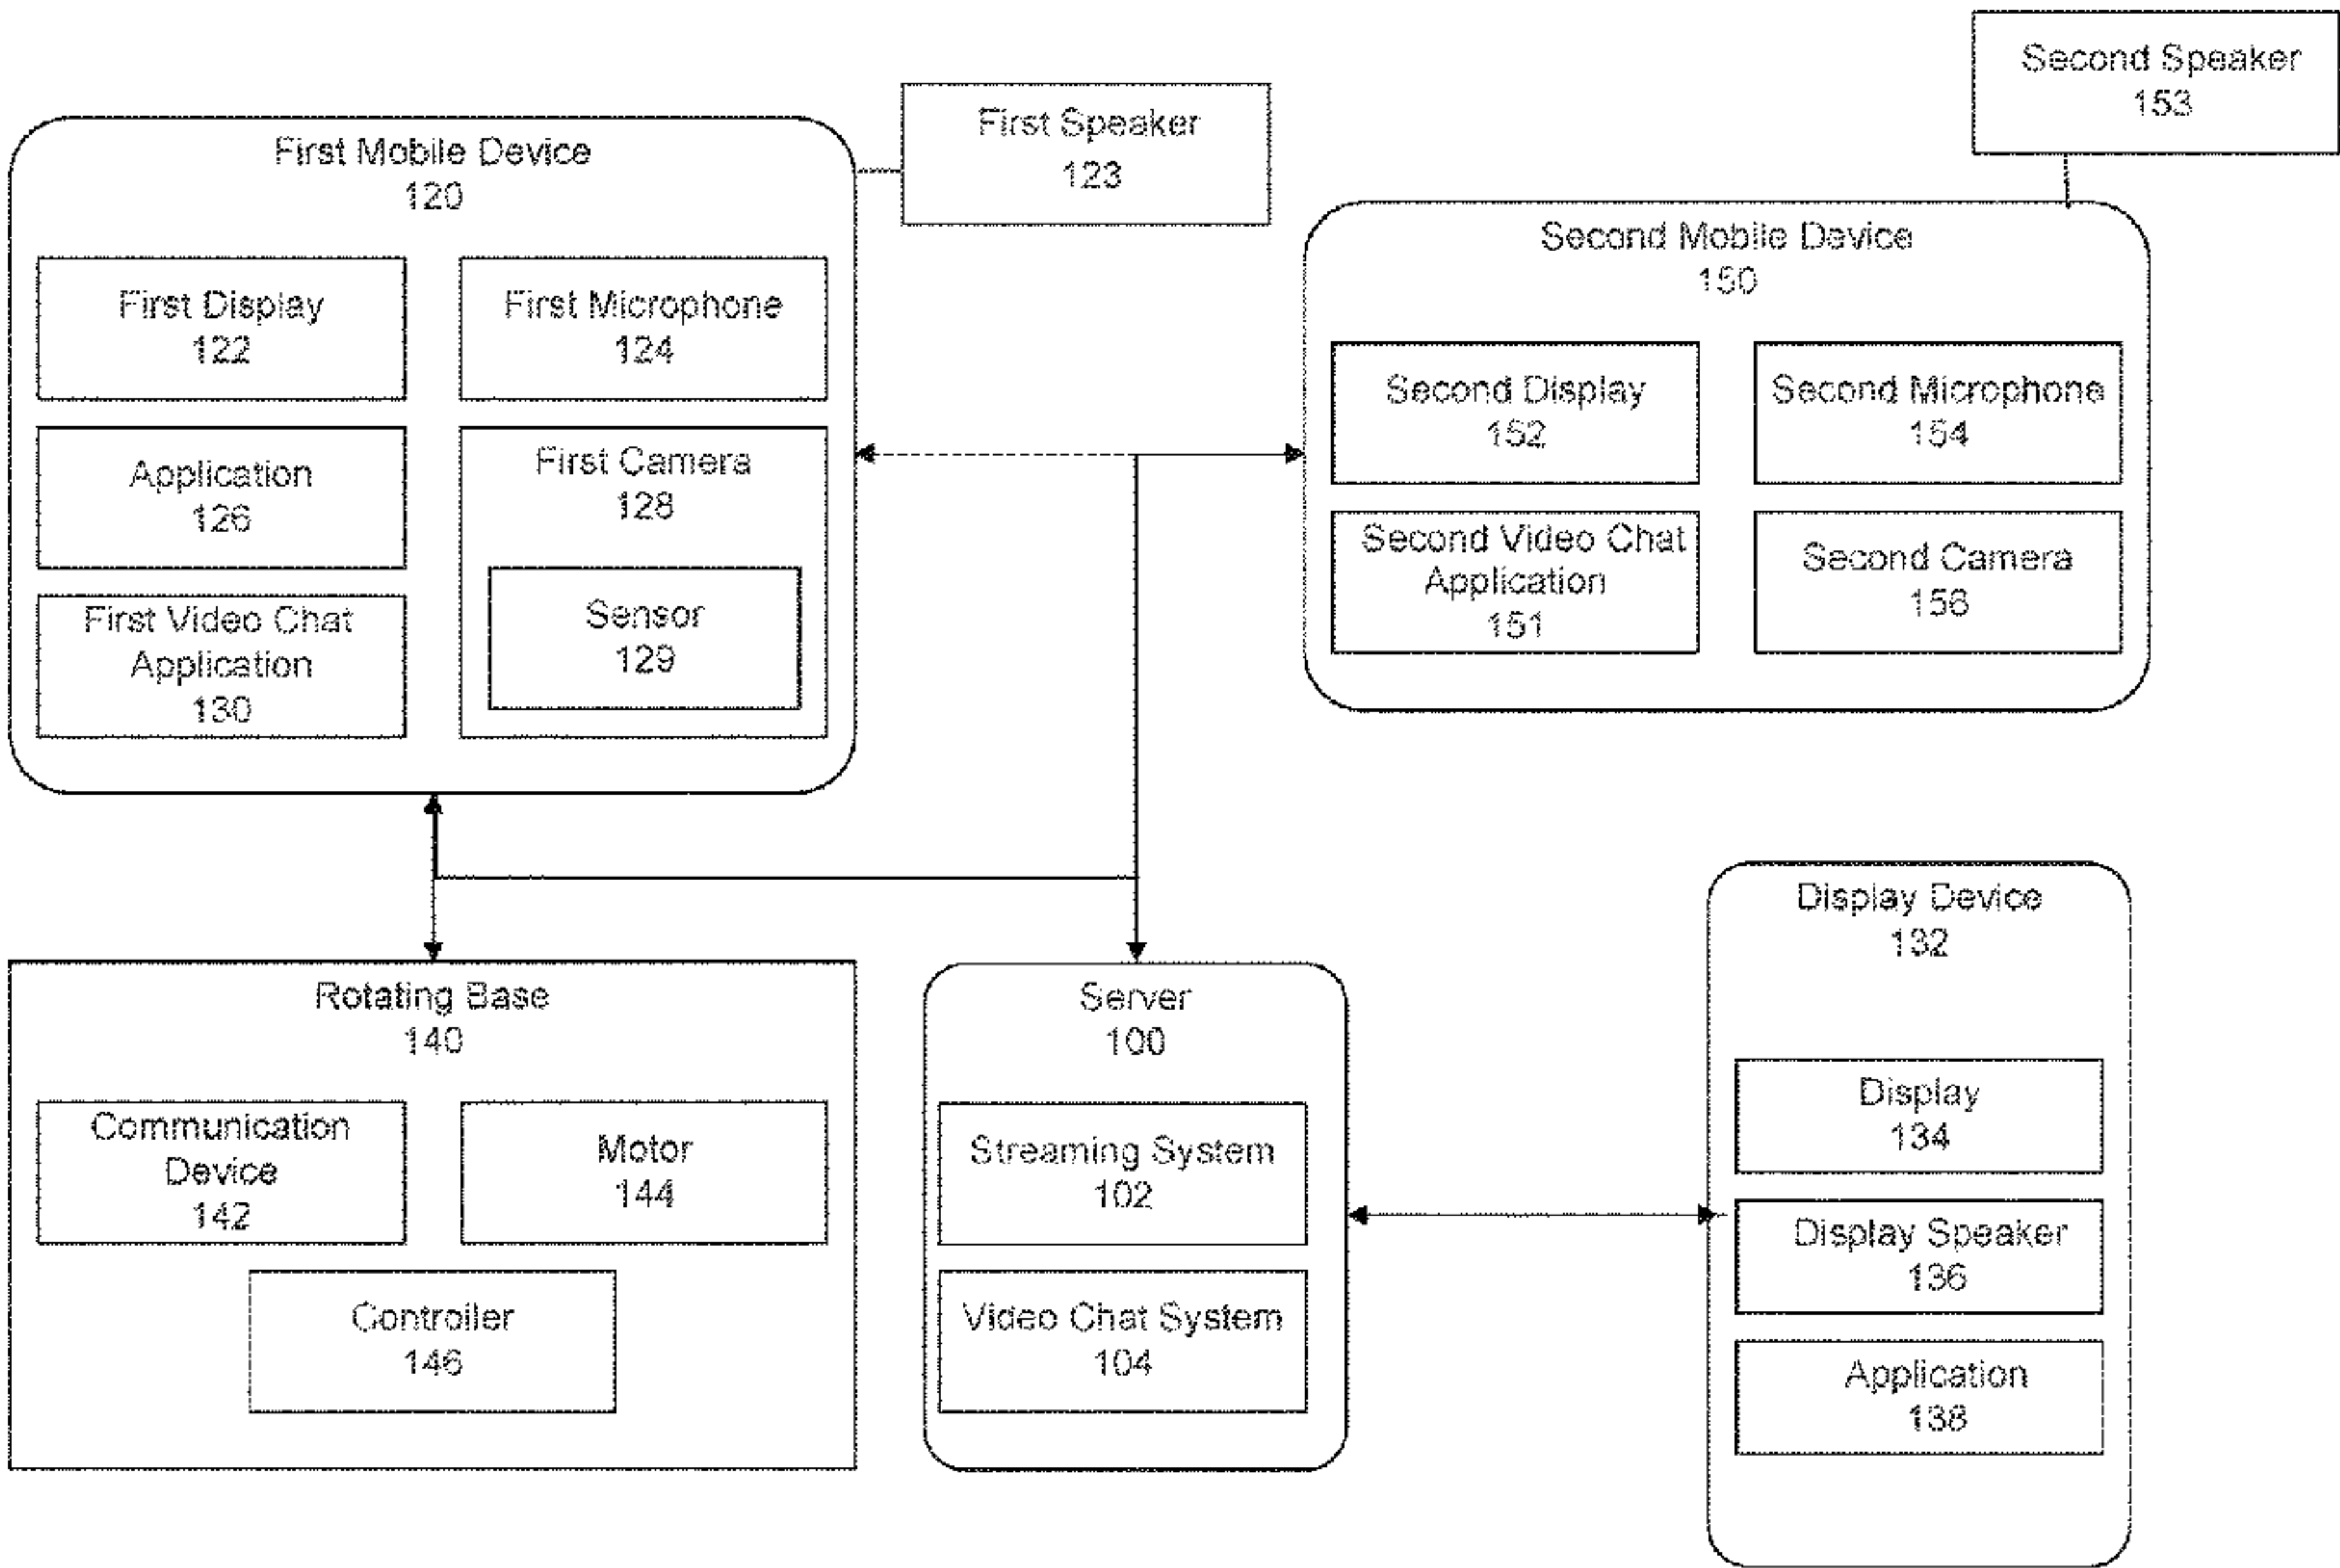 Second Speaker
153
First Speaker
123
First Mobile Device
120
First Display
122
First Microphone
124
Application
126
First Camera
128
Sensor
129
First Video Chat
Application
130
Second Mobile Device
150
Second Display
152
Second Microphone
154
Second Video Chat
Application
151
Second Camera
156
Rotating Base
140
Communication
Device
142
Motor
144
Controller
146
Server
100
Streaming System
102
Video Chat System
104
Display Device
132
Display
134
Display Speaker
136
Application
138